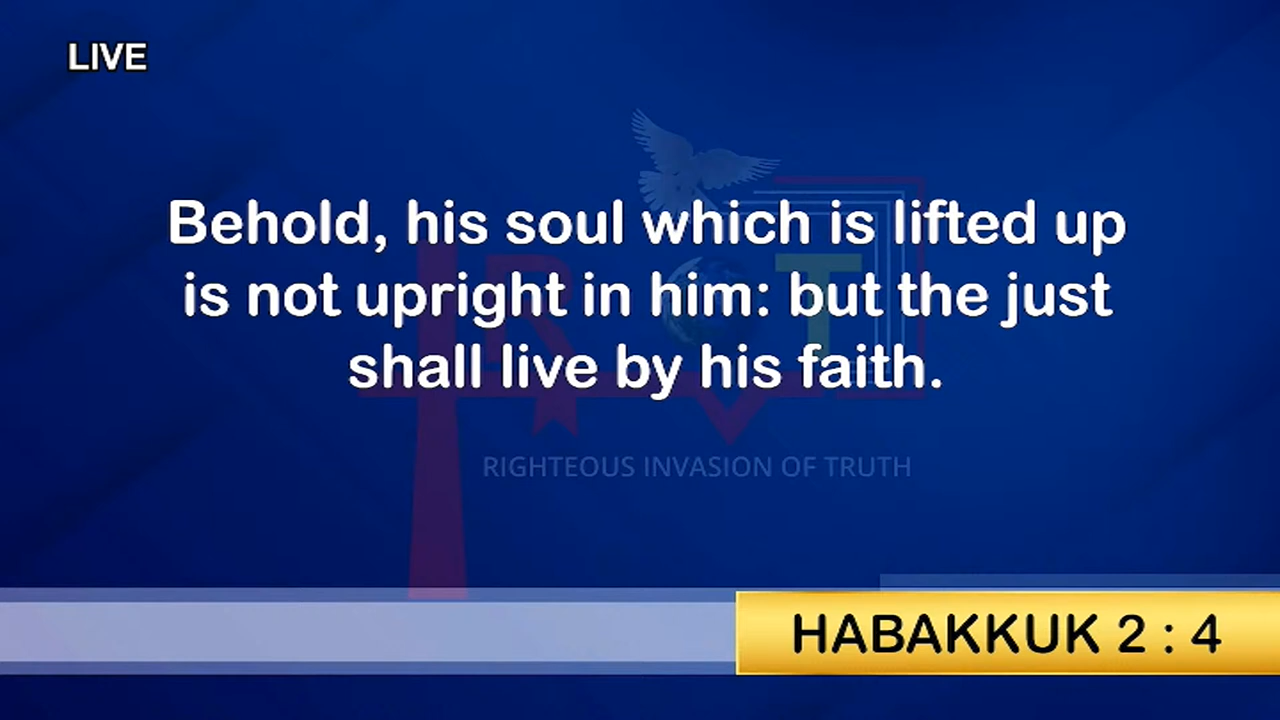 LIVE
Behold, his soul which is lifted up
is not upright in him: but the just
shall live by his faith.
RIGHTEOUS INVASION OF TRUTH
HABAKKUK 2 : 4